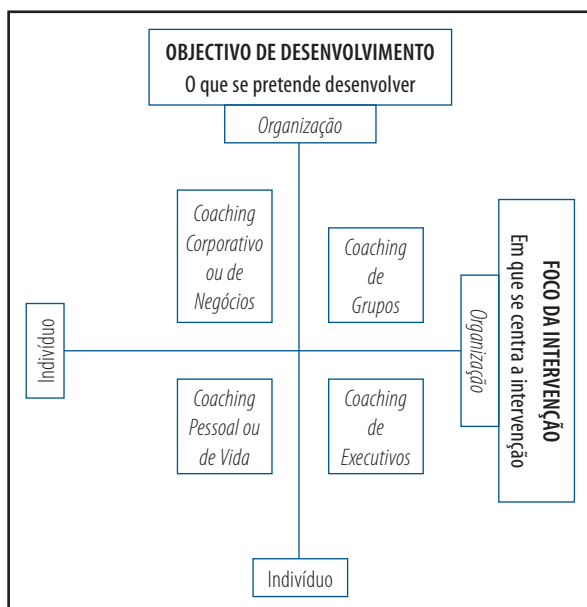 OBJECTIVO DE DESENVOLVIMENTO
O que se pretende desenvolver
Organização
Coaching
Corporativo
ou de
Negócios
Coaching
de
Grupos
Indivíduo
Organização
FOCO DA INTERVENÇÃO
Em que se centra a intervenção
Coaching
Pessoal ou
de Vida
Coaching
de
Executivos
Indivíduo